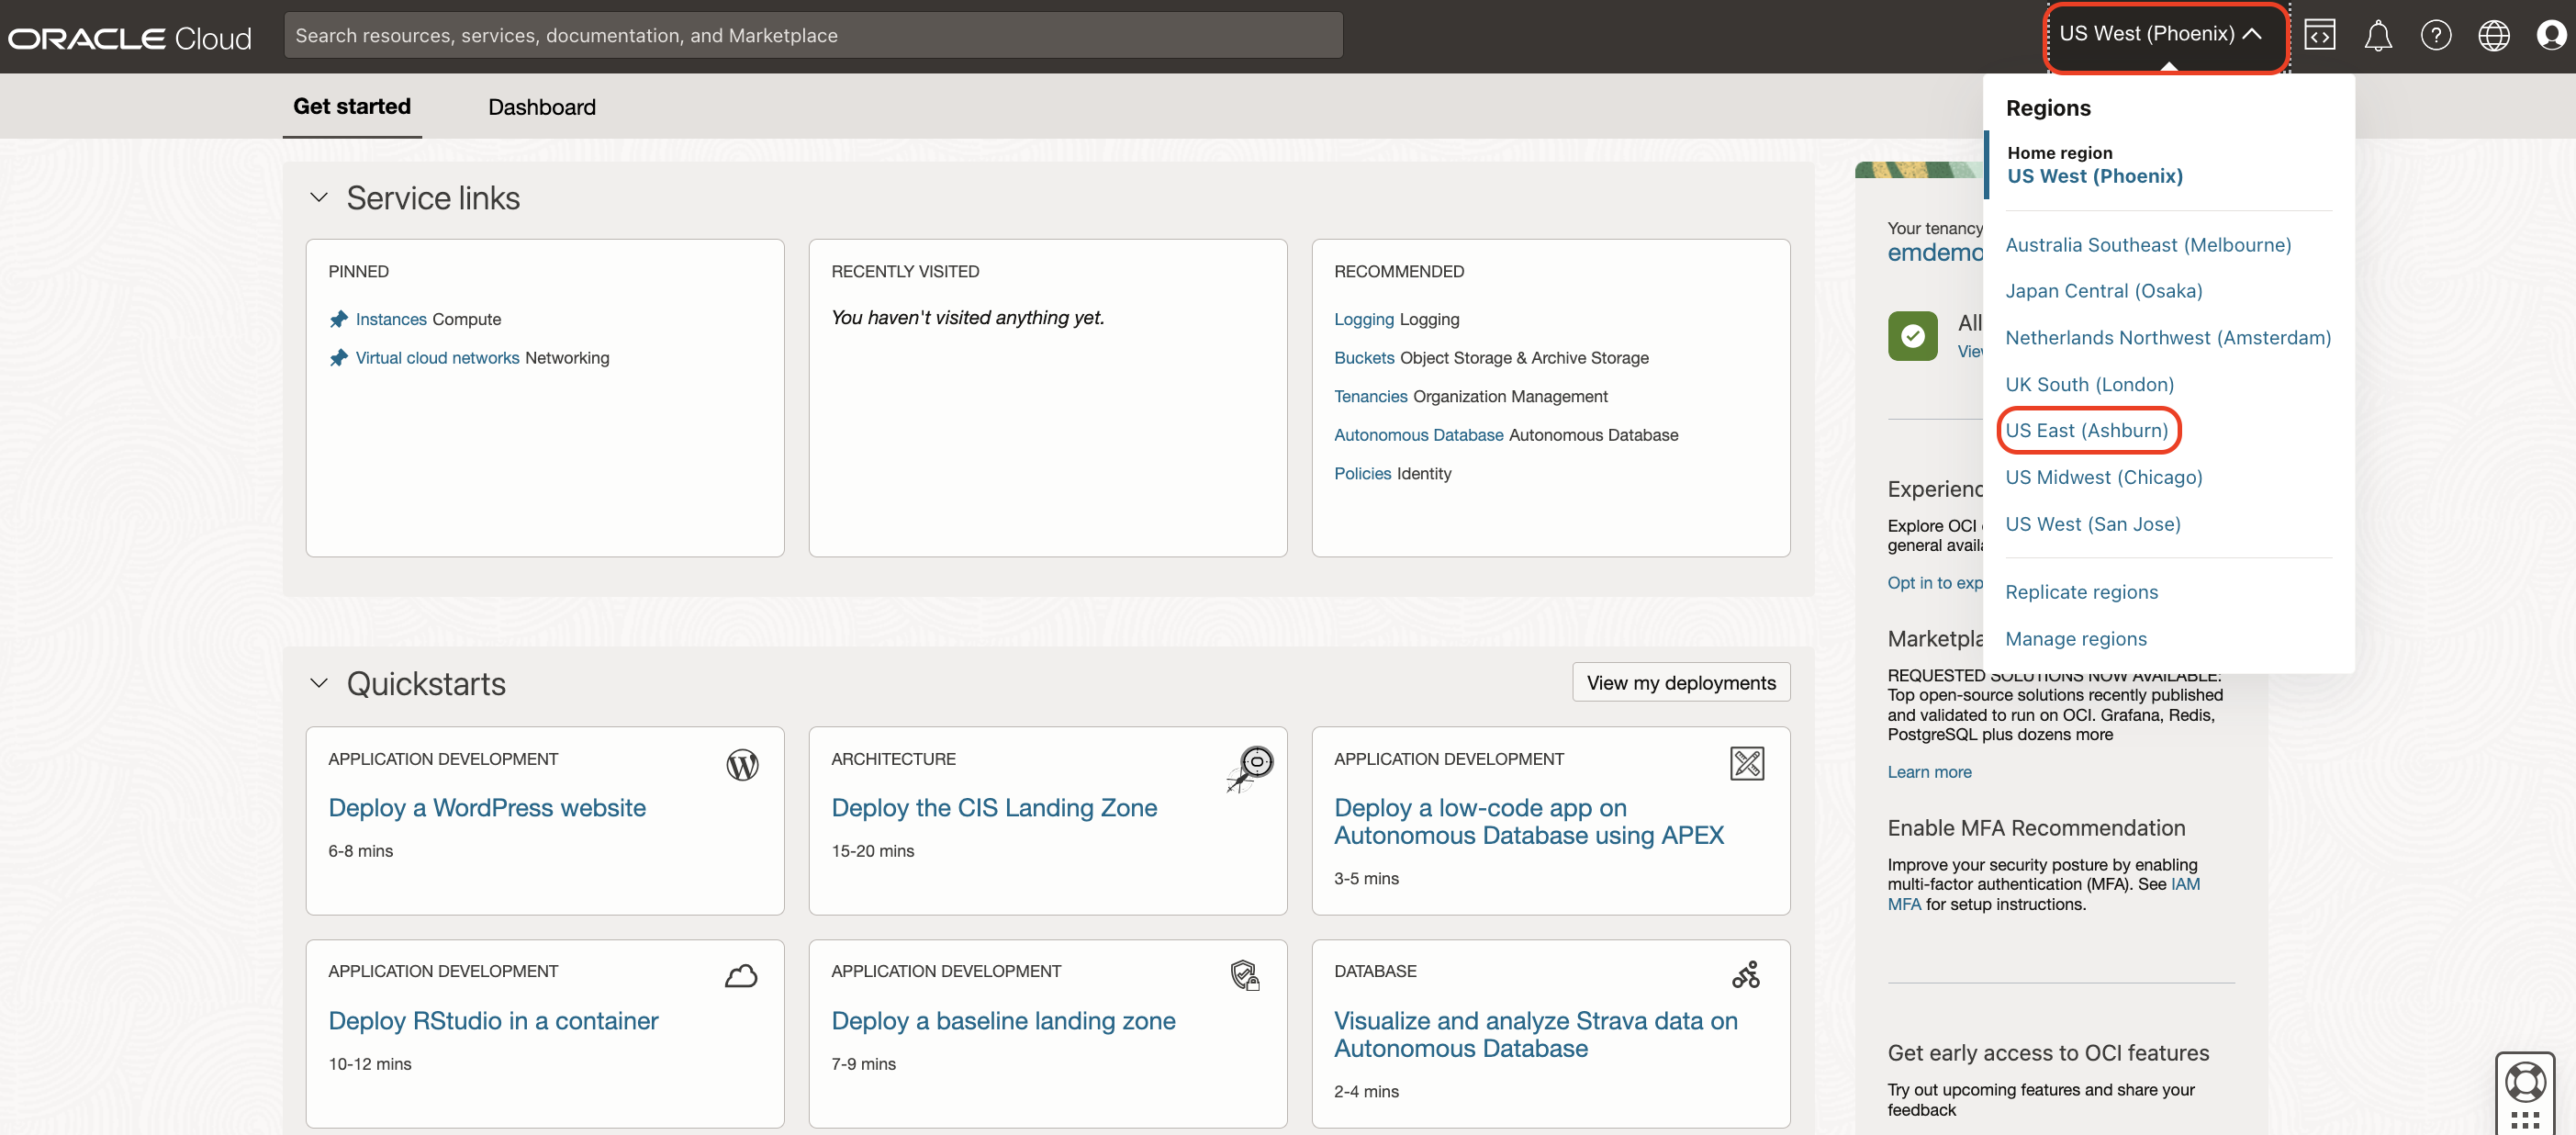 ORACLE Cloud
Search resources, services, documentation, and Marketplace
US West (Phoenix)
Get started
Dashboard
Regions
Home region
US West (Phoenix)
Australia Southeast (Melbourne)
Japan Central (Osaka)
Netherlands Northwest (Amsterdam)
UK South (London)
US East (Ashburn)
US Midwest (Chicago)
US West (San Jose)
Replicate regions
Manage regions
Service links
PINNED
Instances Compute
Virtual cloud networks Networking
RECENTLY VISITED
You haven't visited anything yet.
RECOMMENDED
Logging Logging
Buckets Object Storage & Archive Storage
Tenancies Organization Management
Autonomous Database Autonomous Database
Policies Identity
Quickstarts
View my deployments
APPLICATION DEVELOPMENT
Deploy a WordPress website
6-8 mins
ARCHITECTURE
Deploy the CIS Landing Zone
15-20 mins
APPLICATION DEVELOPMENT
Deploy a low-code app on
Autonomous Database using APEX
3-5 mins
APPLICATION DEVELOPMENT
Deploy RStudio in a container
10-12 mins
APPLICATION DEVELOPMENT
Deploy a baseline landing zone
7-9 mins
DATABASE
Visualize and analyze Strava data on
Autonomous Database
2-4 mins
Your tenancy
emdemo
All
Explore OCI
general
Opt in to
REQUESTED SOLUTIONS NOW AVAILABLE:
Top open-source solutions recently published
and validated to run on OCI. Grafana, Redis,
PostgreSQL plus dozens more
Learn more
Enable MFA Recommendation
Improve your security posture by enabling
multi-factor authentication (MFA). See IAM
MFA for setup instructions.
Get early access to OCI features
Try out upcoming features and share your
feedback